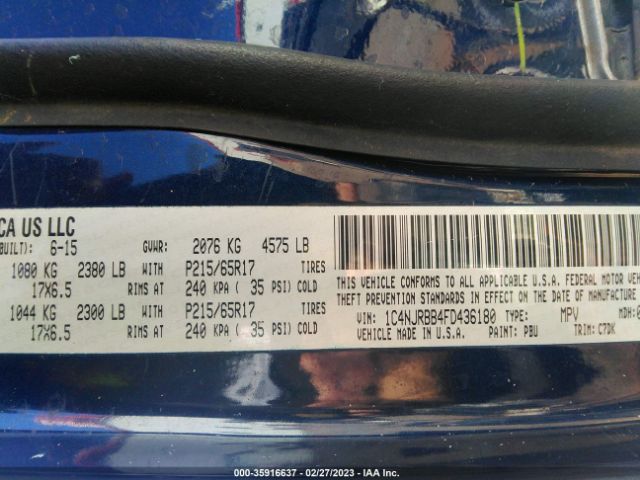 CA US LLC
BUILT): 6-15 GVWR: 2076 KG 4575 LB
1080 KG 2380 LB WITH P215/65R17 TIRES
17X6.5 RIMS AT 240 KPA ( 35 PSI) COLD
1044 KG 2300 LB WITH P215/65R17 TIRES
17X6.5 RIMS AT 240 KPA ( 35 PSI) COLD
THIS VEHICLE CONFORMS TO ALL APPLICABLE U.S.A. FEDERAL MOTOR
THEFT PREVENTION STANDARDS IN EFFECT ON THE DATE OF MANUFACTURE
VIN: 1C4NJRBB4FD436180 TYPE: MPV MDH:
VEHICLE MADE IN U.S.A. PAINT: PBU TRIM: C7DK
000-35916637 - 02/27/2023 - IAA Inc.